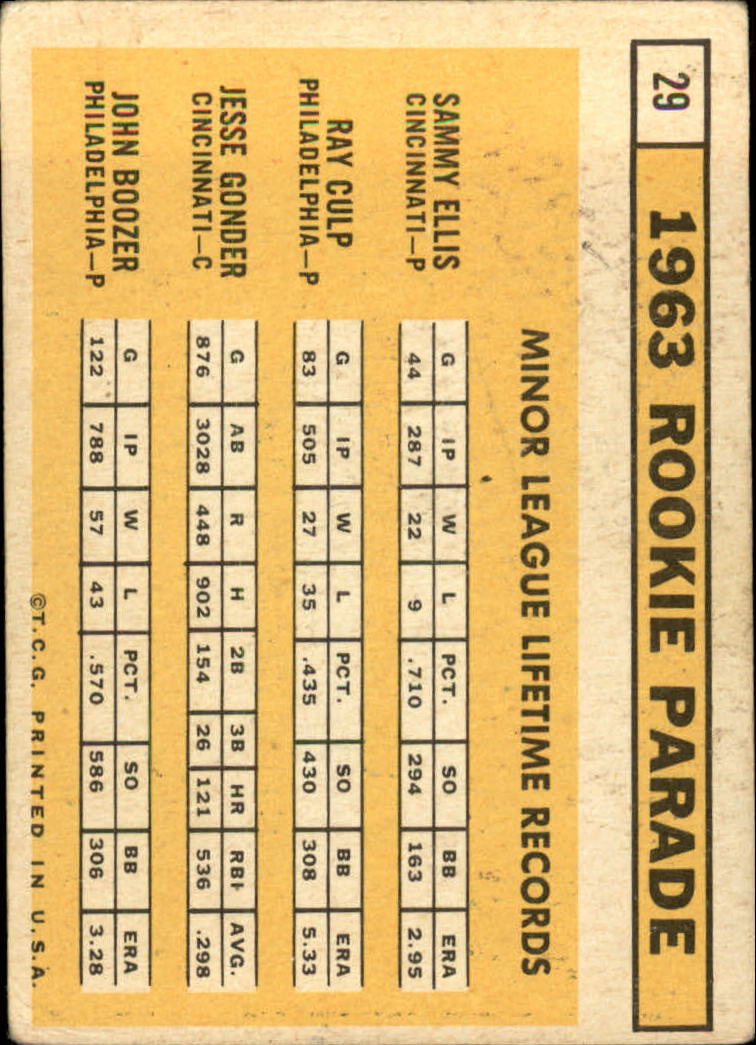 29 1963 ROOKIE PARADE
MINOR LEAGUE LIFETIME RECORDS
SAMMY ELLIS G IP W L PCT. SO BB ERA
CINCINNATI—P 44 287 22 9 .710 294 163 2.95
RAY CULP G IP W L PCT. SO BB ERA
PHILADELPHIA—P 83 505 27 35 .435 430 308 5.33
JESSE GONDER G AB R H 2B 3B HR RBI AVG.
CINCINNATI—C 876 3028 448 902 154 26 121 536 .298
JOHN BOOZER G IP W L PCT. SO BB ERA
PHILADELPHIA—P 122 788 57 43 .570 586 306 3.28
©T.C.G. PRINTED IN U.S.A.